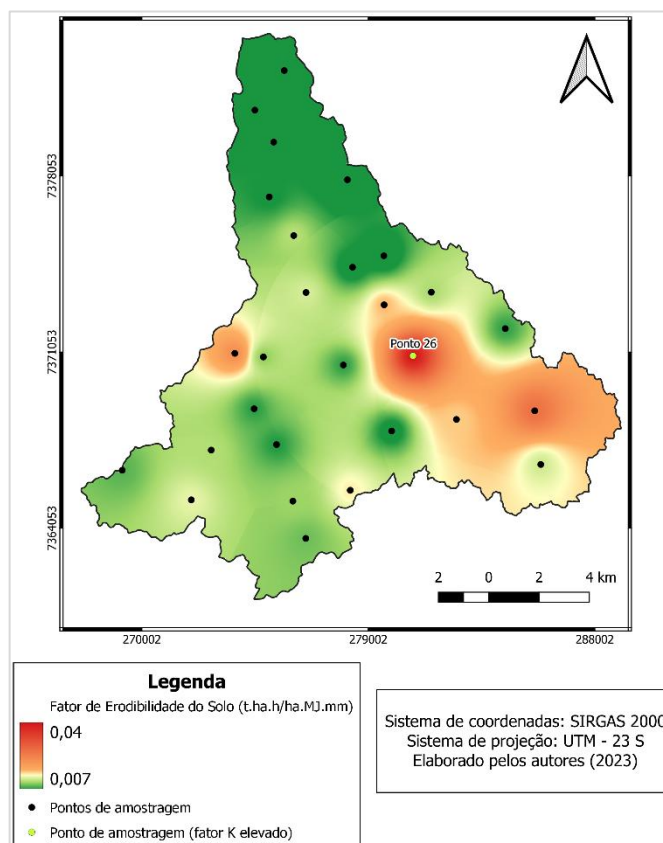 7378053
7371053
7364053
Ponto 26
2 0 2 4 km
270002 279002 288002
Legenda
Fator de Erodibilidade do Solo (t.ha.h/ha.MJ.mm)
0,04
0,007
Pontos de amostragem
Ponto de amostragem (fator K elevado)
Sistema de coordenadas: SIRGAS 2000
Sistema de projeção: UTM - 23 S
Elaborado pelos autores (2023)